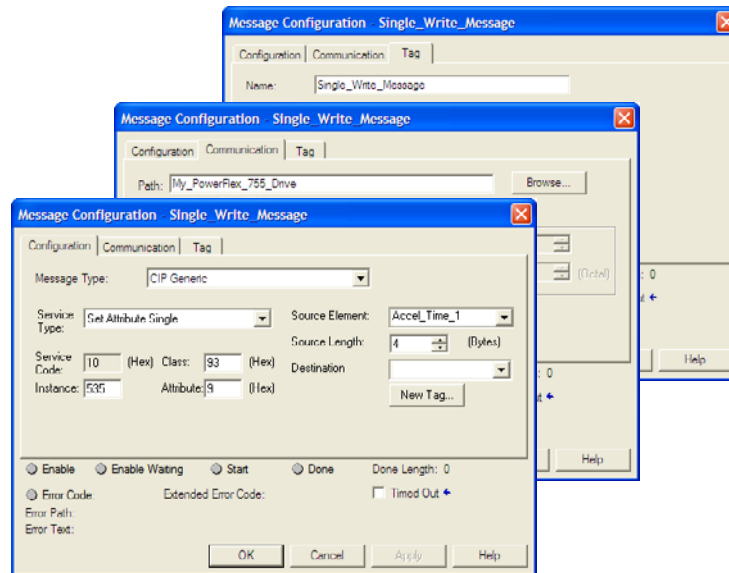 Message Configuration - Single_Write_Message
Configuration Communication Tag
Name: Single_Write_Message
Message Configuration - Single_Write_Message
Configuration Communication Tag
Path: My_PowerFlex_755_Drive Browse...
(Octal)
: 0
Out ←
Help
Message Configuration - Single_Write_Message
Configuration Communication Tag
Message Type: CIP Generic
Service Type: Set Attribute Single Source Element: Accel_Time_1
Source Length: 4 (Bytes)
Service Code: 10 (Hex) Class: 93 (Hex) Destination
Instance: 535 Attribute: 9 (Hex) New Tag...
: 0
ut ←
Help
Enable Enable Waiting Start Done Done Length: 0
Error Code: Extended Error Code: Timed Out ←
Error Path:
Error Text:
OK Cancel Apply Help